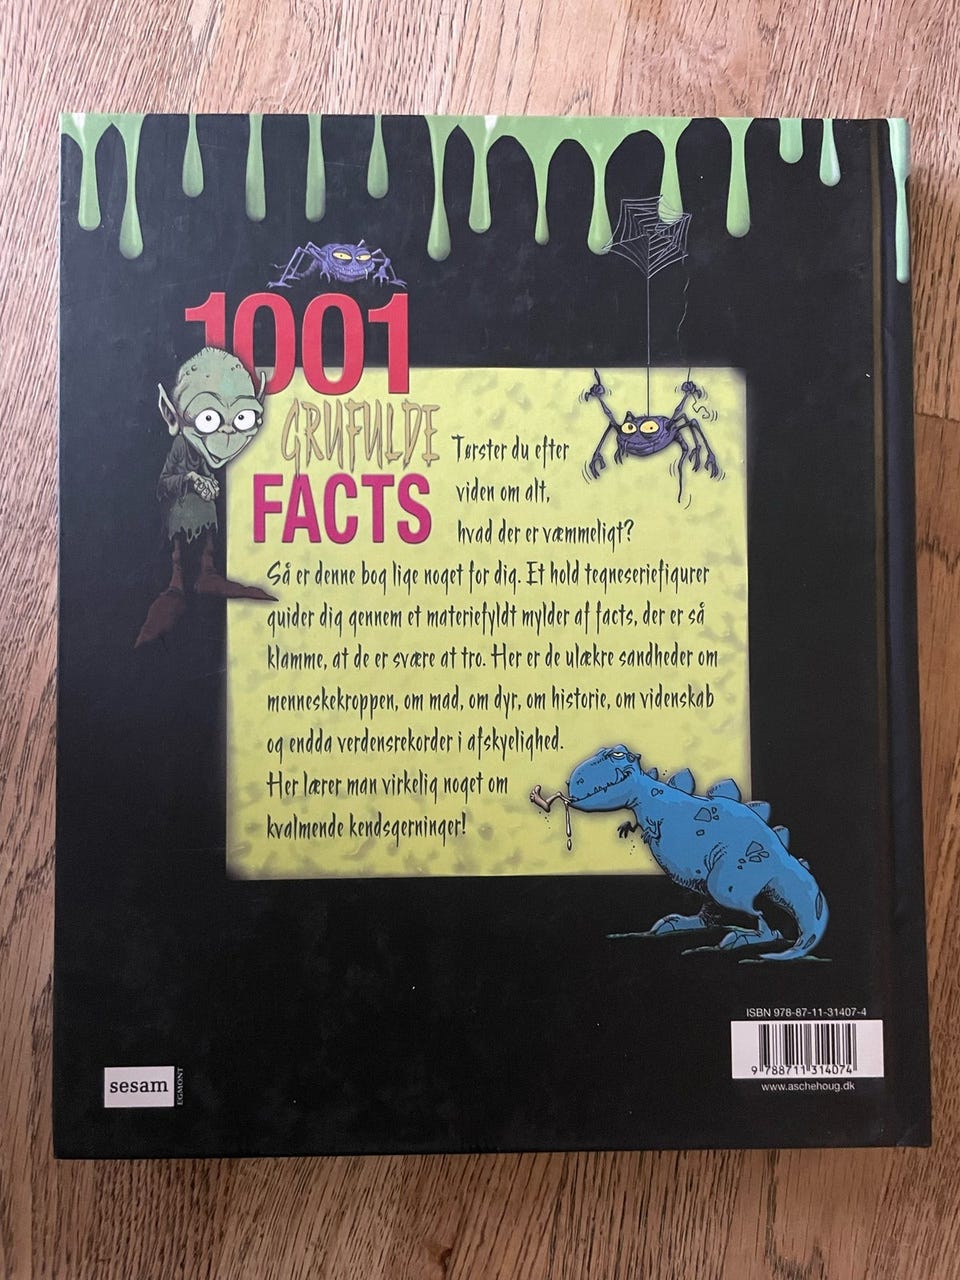 1001
GRUFULDE
FACTS
Tørster du efter
viden om alt,
hvad der er væmmeligt?
Så er denne bog lige noget for dig. Et hold tegneseriefigurer
guider dig gennem et materiefyldt mylder af facts, der er så
klamme, at de er svære at tro. Her er de ulækre sandheder om
menneskekroppen, om mad, om dyr, om historie, om videnskab
og endda verdensrekorder i afskyelighed.
Her lærer man virkelig noget om
kvalmende kendsgerninger!
ISBN 978-87-11-31407-4
9 788711 314074
www.aschehoug.dk
sesam
EGMONT